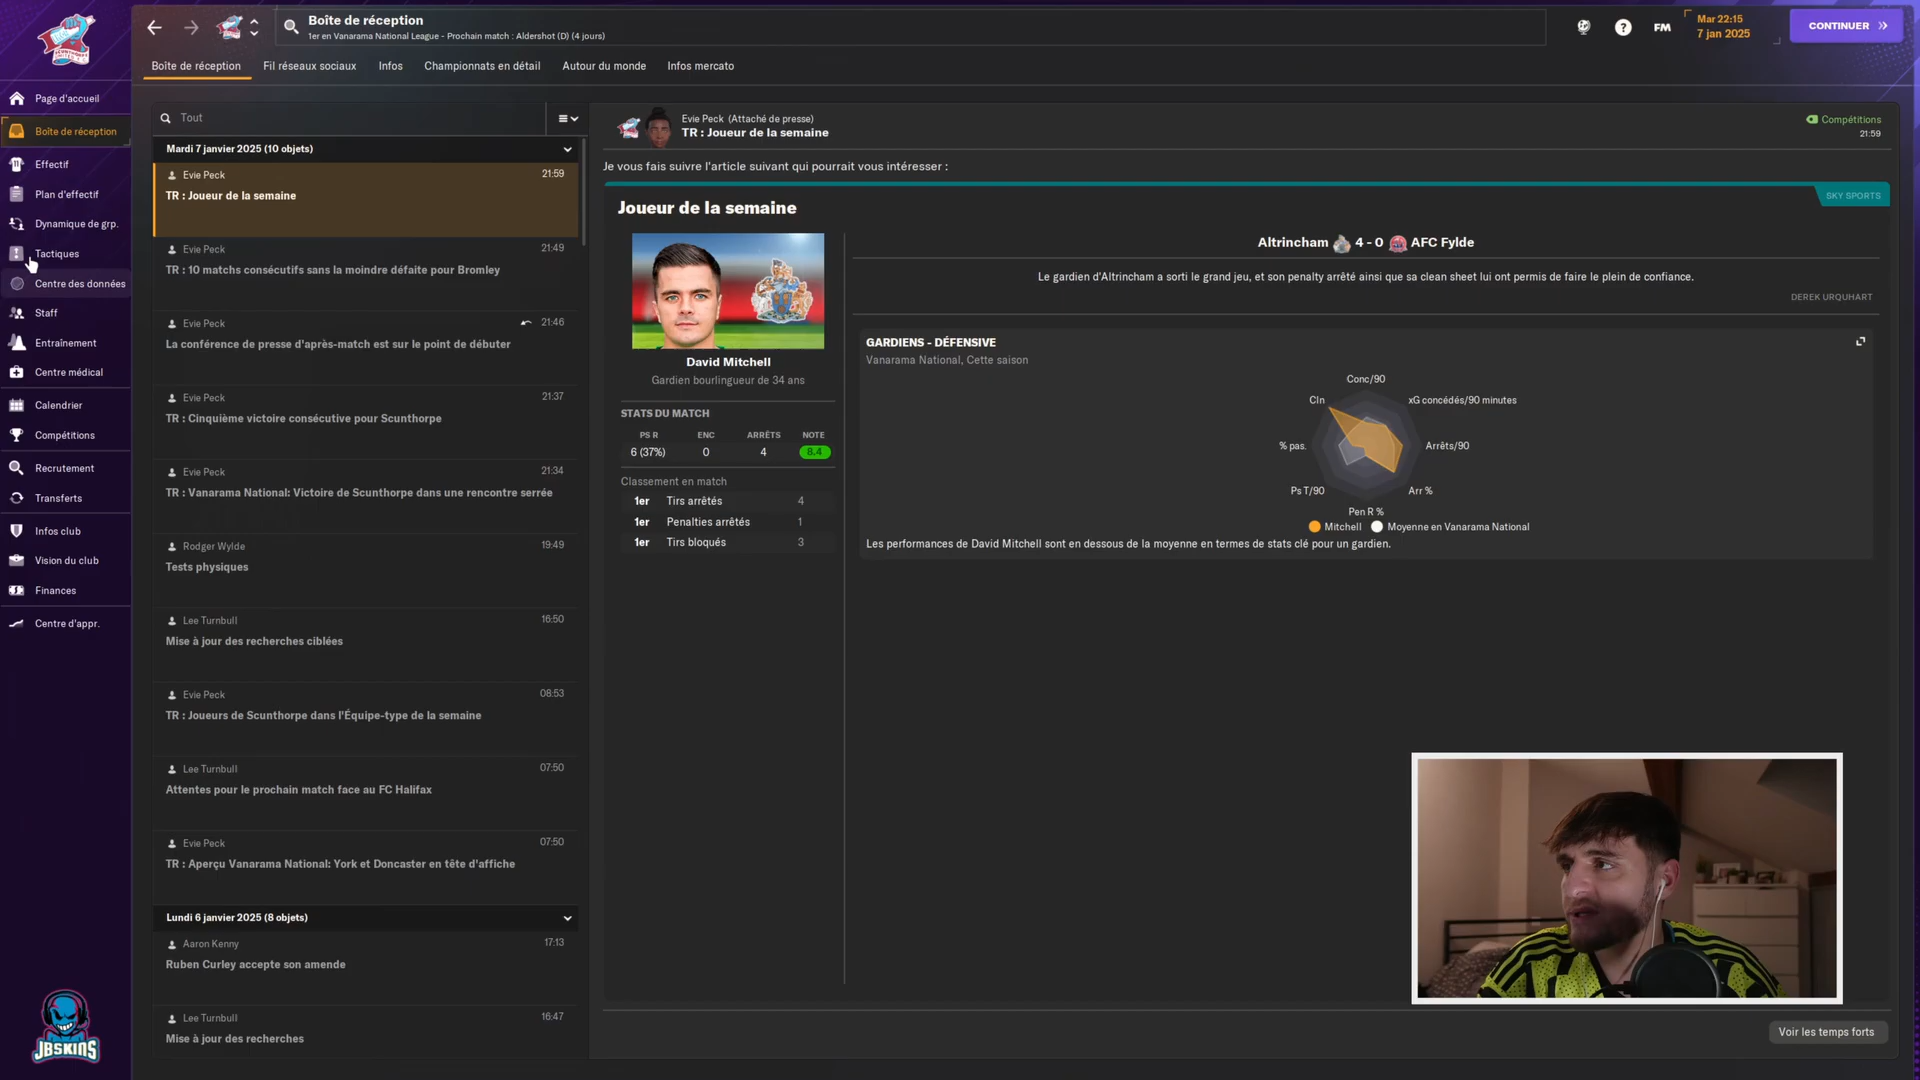 Boîte de réception
1er en Vanarama National League - Prochain match : Aldershot (D) (4 jours)
FM
Mar 22:15
7 jan 2025
CONTINUER
Boîte de réception
Fil réseaux sociaux
Infos
Championnats en détail
Autour du monde
Infos mercato
Page d'accueil
Boîte de réception
Effectif
Plan d'effectif
Dynamique de grp.
Tactiques
Centre des données
Staff
Entraînement
Centre médical
Calendrier
Compétitions
Recrutement
Transferts
Infos club
Vision du club
Finances
Centre d'appr.
JBSKINS
Tout
Mardi 7 janvier 2025 (10 objets)
Evie Peck 21:59
TR : Joueur de la semaine
Evie Peck 21:49
TR : 10 matchs consécutifs sans la moindre défaite pour Bromley
Evie Peck 21:46
La conférence de presse d'après-match est sur le point de débuter
Evie Peck 21:37
TR : Cinquième victoire consécutive pour Scunthorpe
Evie Peck 21:34
TR : Vanarama National: Victoire de Scunthorpe dans une rencontre serrée
Rodger Wylde 19:49
Tests physiques
Lee Turnbull 16:50
Mise à jour des recherches ciblées
Evie Peck 08:53
TR : Joueurs de Scunthorpe dans l'Équipe-type de la semaine
Lee Turnbull 07:50
Attentes pour le prochain match face au FC Halifax
Evie Peck 07:50
TR : Aperçu Vanarama National: York et Doncaster en tête d'affiche
Lundi 6 janvier 2025 (8 objets)
Aaron Kenny 17:13
Ruben Curley accepte son amende
Lee Turnbull 16:47
Mise à jour des recherches
Evie Peck (Attaché de presse)
TR : Joueur de la semaine
Compétitions
21:59
Je vous fais suivre l'article suivant qui pourrait vous intéresser :
SKY SPORTS
Joueur de la semaine
David Mitchell
Gardien bourlingueur de 34 ans
STATS DU MATCH
PS R ENC ARRÊTS NOTE
6 (37%) 0 4 8.4
Classement en match
1er Tirs arrêtés 4
1er Penalties arrêtés 1
1er Tirs bloqués 3
Altrincham 4 - 0 AFC Fylde
Le gardien d'Altrincham a sorti le grand jeu, et son penalty arrêté ainsi que sa clean sheet lui ont permis de faire le plein de confiance.
DEREK URQUHART
GARDIENS - DÉFENSIVE
Vanarama National, Cette saison
Conc/90
Cln
xG concédés/90 minutes
% pas.
Arrêts/90
Ps T/90
Arr %
Pen R %
Mitchell
Moyenne en Vanarama National
Les performances de David Mitchell sont en dessous de la moyenne en termes de stats clé pour un gardien.
Voir les temps forts